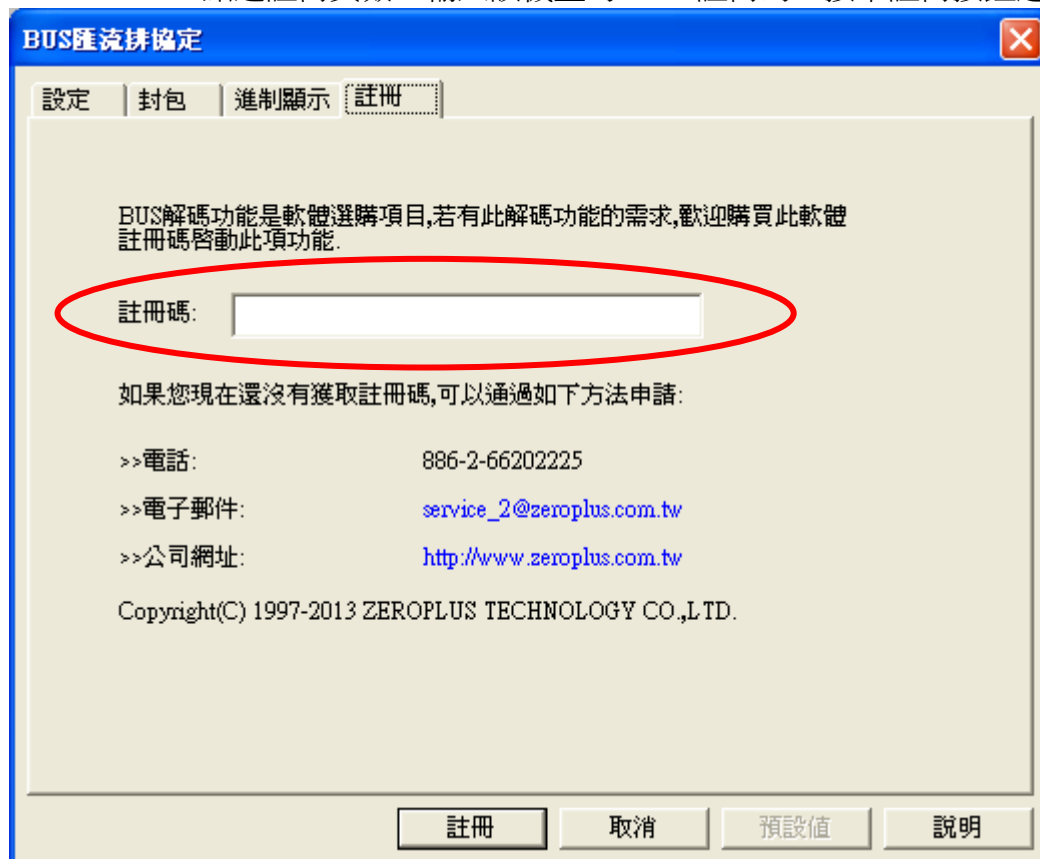 BUS匯流排協定
設定 封包 進制顯示 註冊
BUS解碼功能是軟體選購項目,若有此解碼功能的需求,歡迎購買此軟體
註冊碼啓動此項功能.
註冊碼:
如果您現在還沒有獲取註冊碼,可以通過如下方法申請:
>>電話: 886-2-66202225
>>電子郵件: service_2@zeroplus.com.tw
>>公司網址: http://www.zeroplus.com.tw
Copyright(C) 1997-2013 ZEROPLUS TECHNOLOGY CO.,LTD.
註冊 取消 預設值 說明